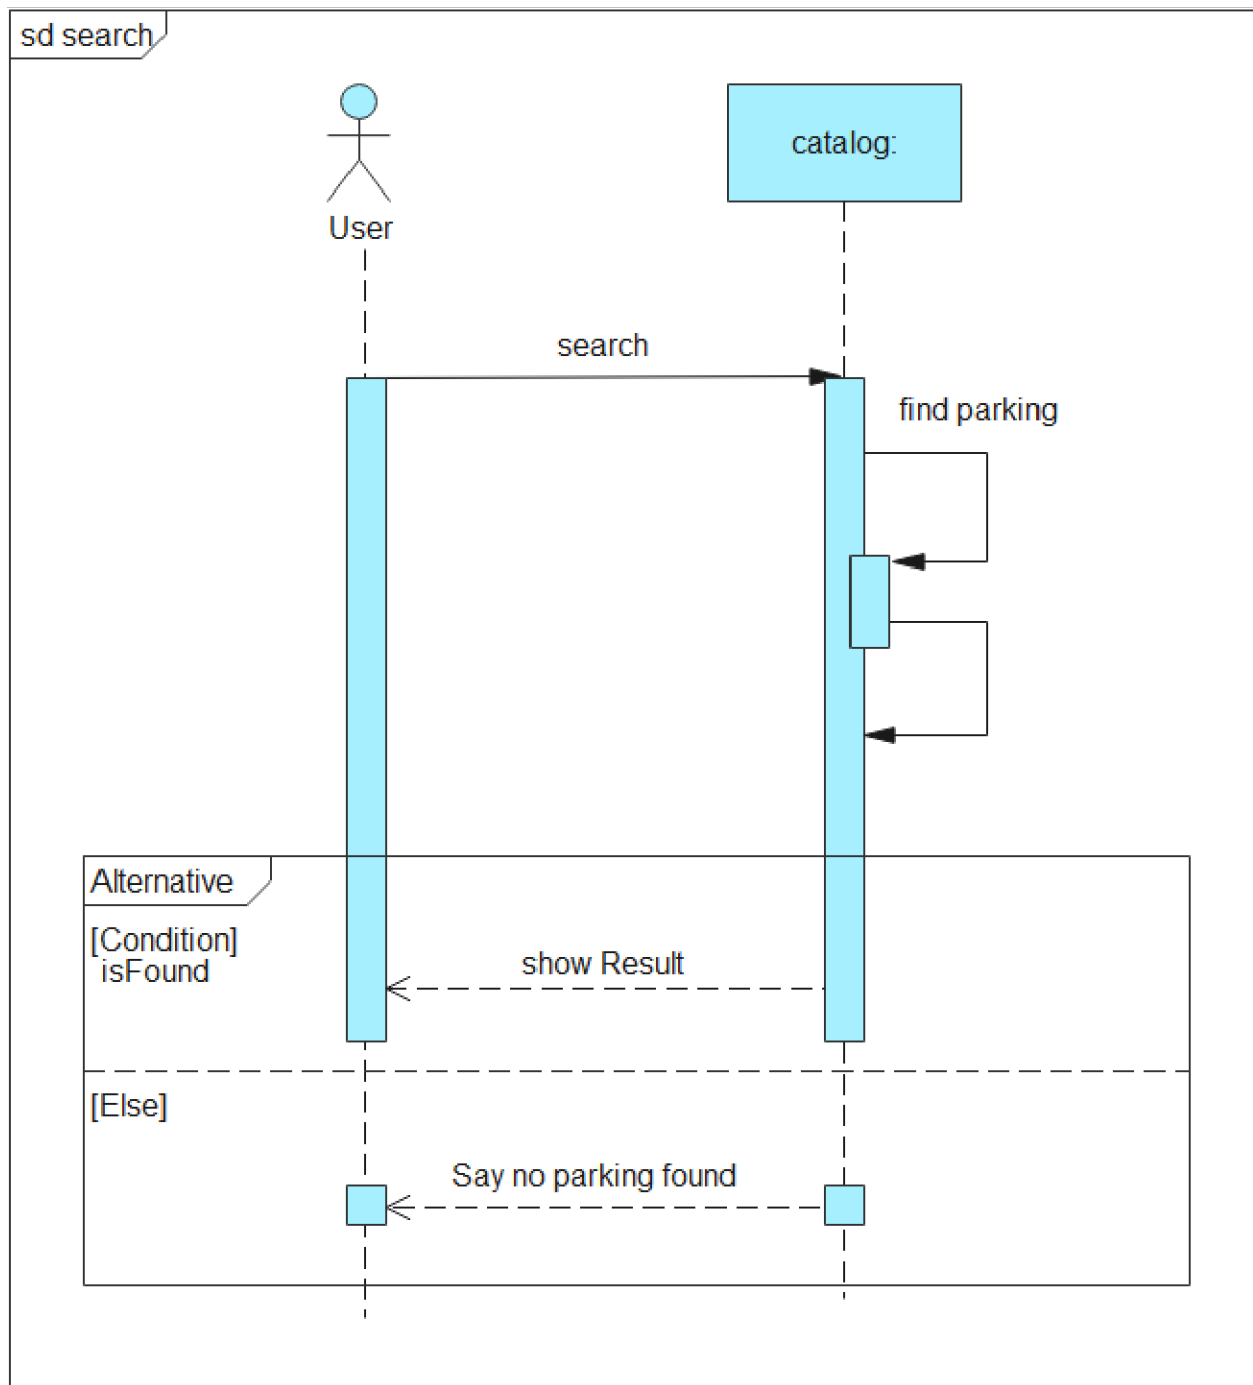 sd search
User
catalog:
search
find parking
Alternative
[Condition]
isFound
show Result
[Else]
Say no parking found